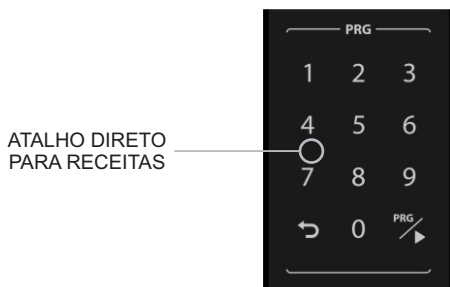 PRG
1 2 3
4 5 6
ATALHO DIRETO
PARA RECEITAS
7 8 9
0 PRG